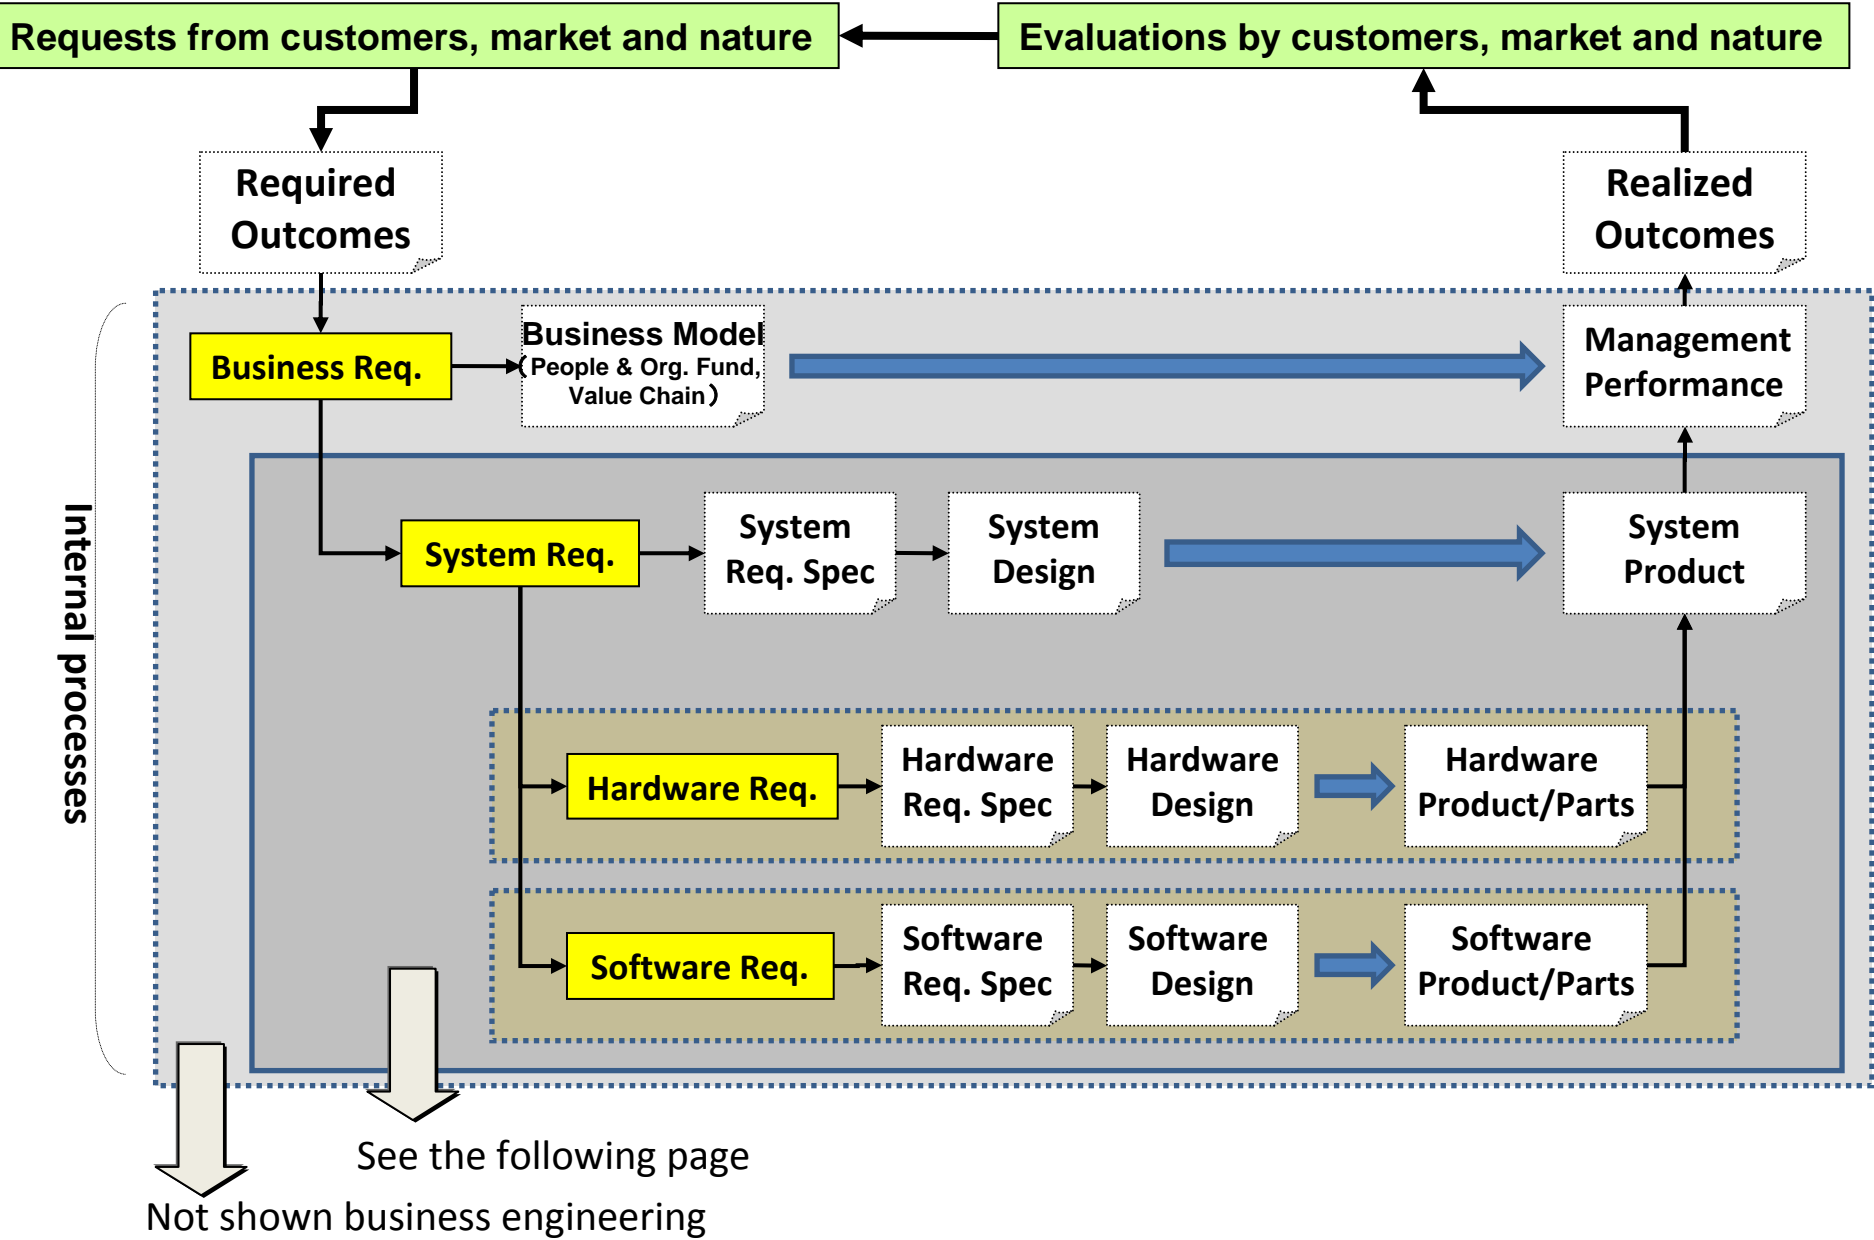 Requests from customers, market and nature
Evaluations by customers, market and nature
Required
Outcomes
Realized
Outcomes
Internal processes
Business Req.
Business Model
(People & Org. Fund,
Value Chain)
Management
Performance
System Req.
System
Req. Spec
System
Design
System
Product
Hardware Req.
Hardware
Req. Spec
Hardware
Design
Hardware
Product/Parts
Software Req.
Software
Req. Spec
Software
Design
Software
Product/Parts
See the following page
Not shown business engineering